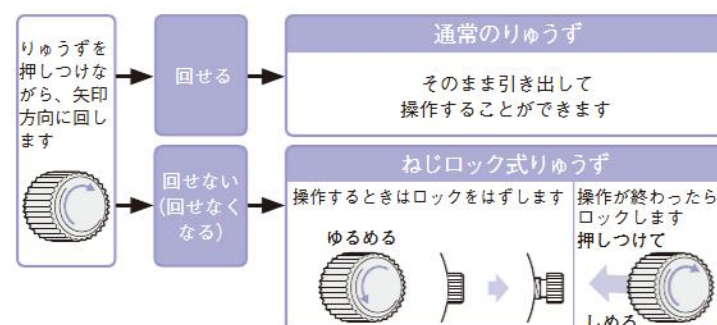 りゅうずを
押しつけな
がら、矢印
方向に回し
ます
回せる
通常のりゅうず
そのまま引き出して
操作することができます
回せない
(回せなく
なる)
ねじロック式りゅうず
操作するときはロックをはずします
ゆるめる
操作が終わったら
ロックします
押しつけて
しめる